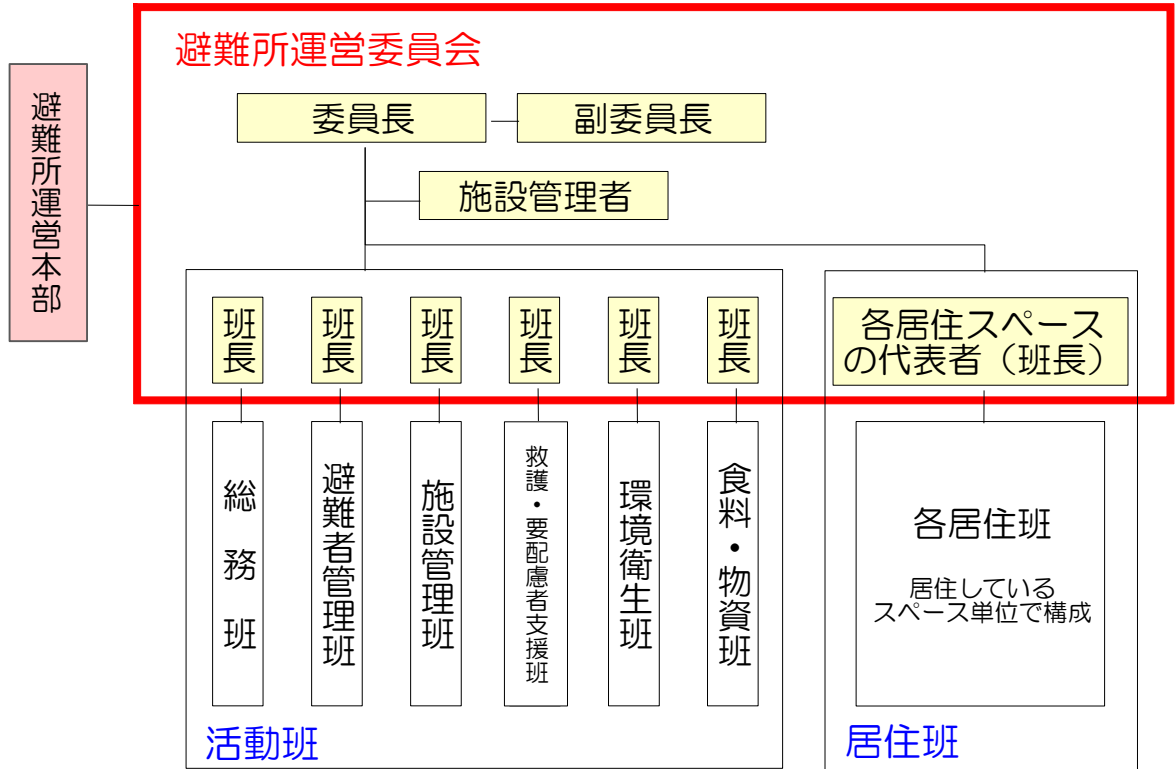 避難所運営委員会
避難所運営本部
委員長
副委員長
施設管理者
班長
班長
班長
班長
班長
班長
各居住スペース
の代表者（班長）
総務班
避難者管理班
施設管理班
救護・要配慮者支援班
環境衛生班
食料・物資班
各居住班
居住している
スペース単位で構成
活動班
居住班